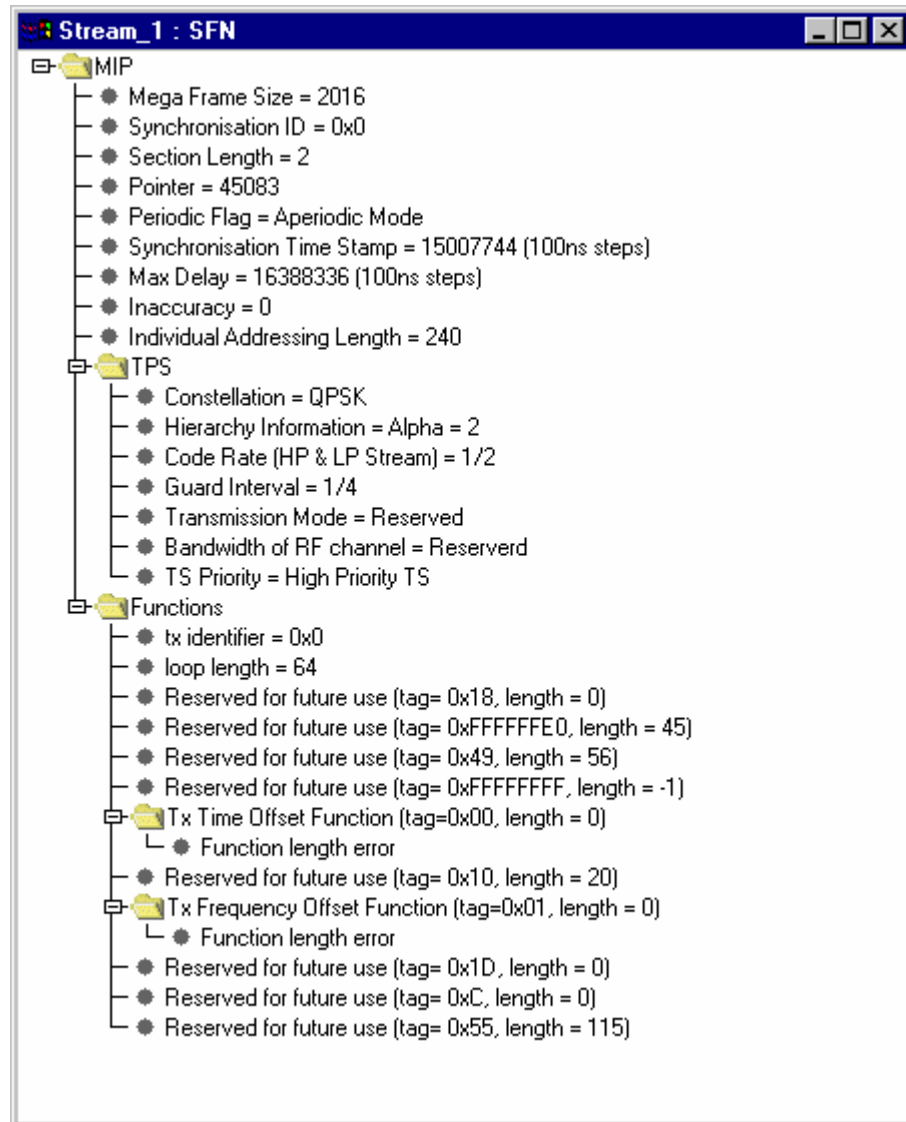 Stream_1 : SFN
MIP
Mega Frame Size = 2016
Synchronisation ID = 0x0
Section Length = 2
Pointer = 45083
Periodic Flag = Aperiodic Mode
Synchronisation Time Stamp = 15007744 (100ns steps)
Max Delay = 16388336 (100ns steps)
Inaccuracy = 0
Individual Addressing Length = 240
TPS
Constellation = QPSK
Hierarchy Information = Alpha = 2
Code Rate (HP & LP Stream) = 1/2
Guard Interval = 1/4
Transmission Mode = Reserved
Bandwidth of RF channel = Reserverd
TS Priority = High Priority TS
Functions
tx identifier = 0x0
loop length = 64
Reserved for future use (tag= 0x18, length = 0)
Reserved for future use (tag= 0xFFFFFFE0, length = 45)
Reserved for future use (tag= 0x49, length = 56)
Reserved for future use (tag= 0xFFFFFFFF, length = -1)
Tx Time Offset Function (tag=0x00, length = 0)
Function length error
Reserved for future use (tag= 0x10, length = 20)
Tx Frequency Offset Function (tag=0x01, length = 0)
Function length error
Reserved for future use (tag= 0x1D, length = 0)
Reserved for future use (tag= 0xC, length = 0)
Reserved for future use (tag= 0x55, length = 115)